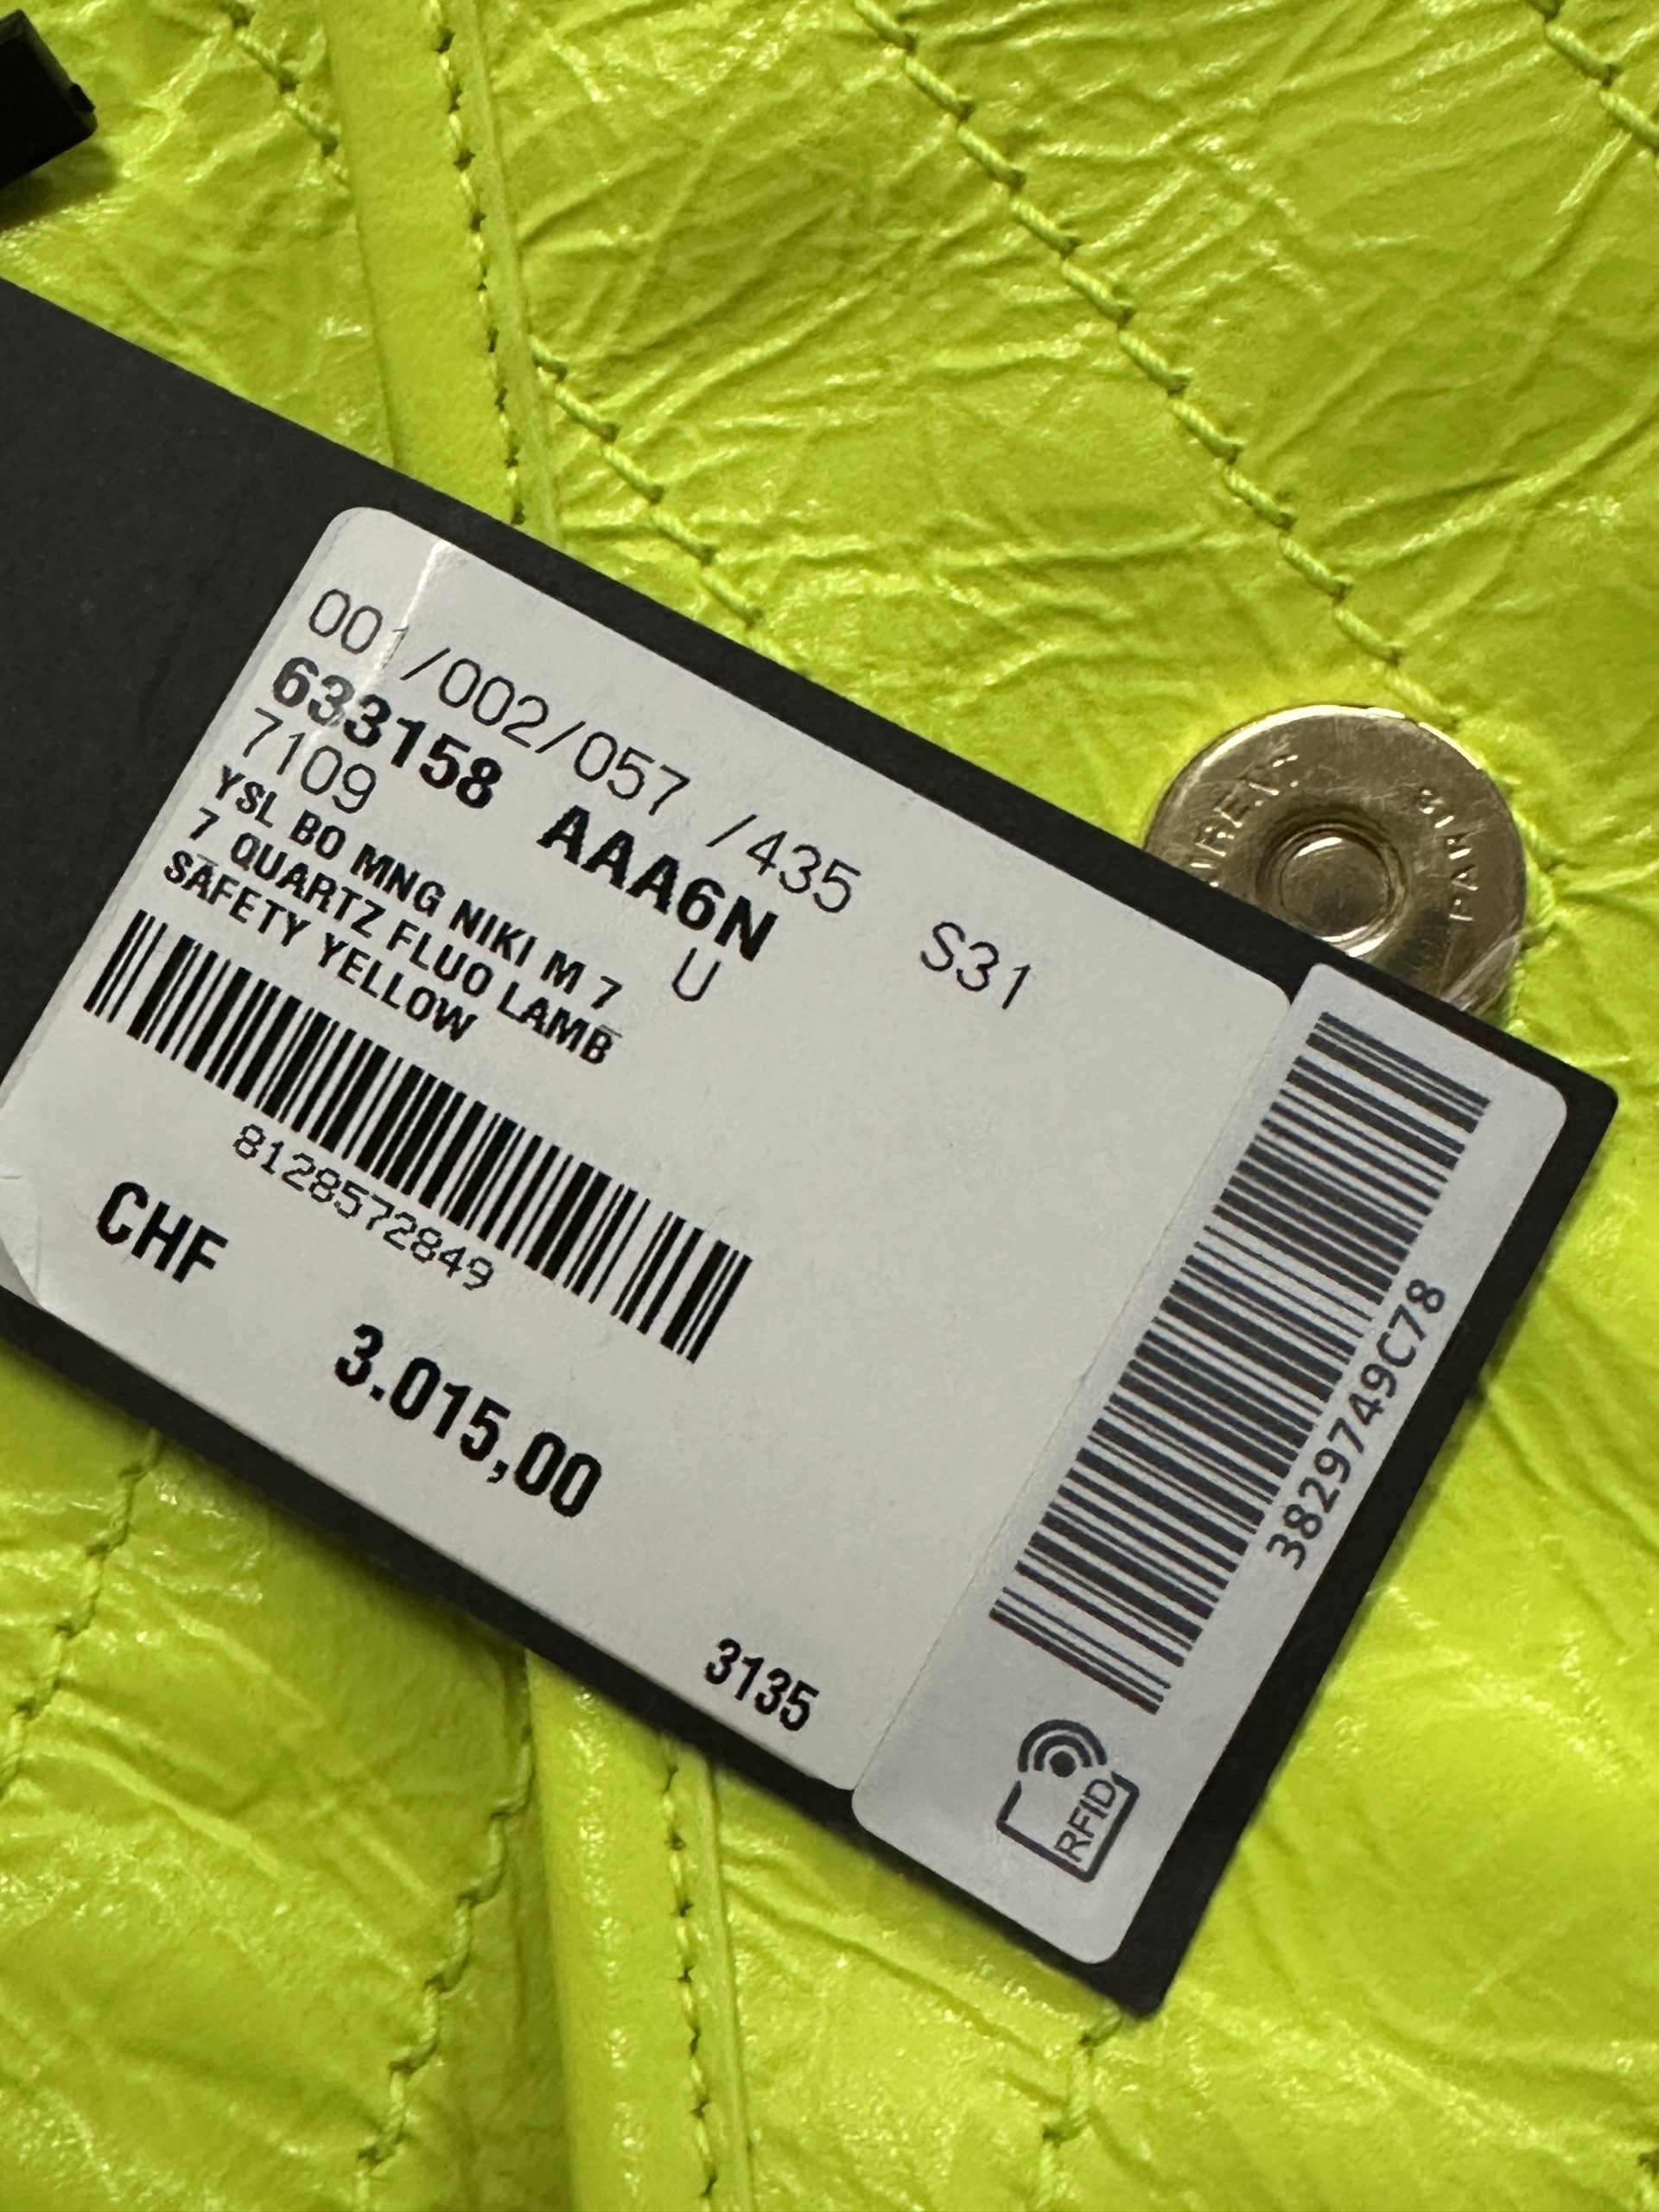 001/002/057 /435 S31
633158 AAA6N
7109 U
YSL BO MNG NIKI M 7
7 QUARTZ FLUO LAMB
SAFETY YELLOW
8128572849
CHF
3.015,00
3135
3829749C78
RFID
PARIS